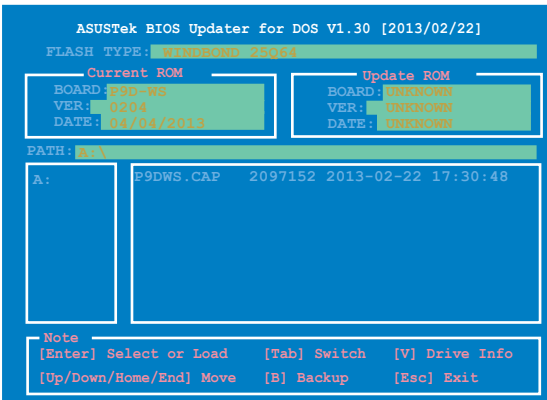 ASUSTek BIOS Updater for DOS V1.30 [2013/02/22]
FLASH TYPE: WINDBOND 25Q64
Current ROM
BOARD: P9D-WS
VER: 0204
DATE: 04/04/2013
Update ROM
BOARD: UNKNOWN
VER: UNKNOWN
DATE: UNKNOWN
PATH: A:\
A:
P9DWS.CAP 2097152 2013-02-22 17:30:48
Note
[Enter] Select or Load [Tab] Switch [V] Drive Info
[Up/Down/Home/End] Move [B] Backup [Esc] Exit